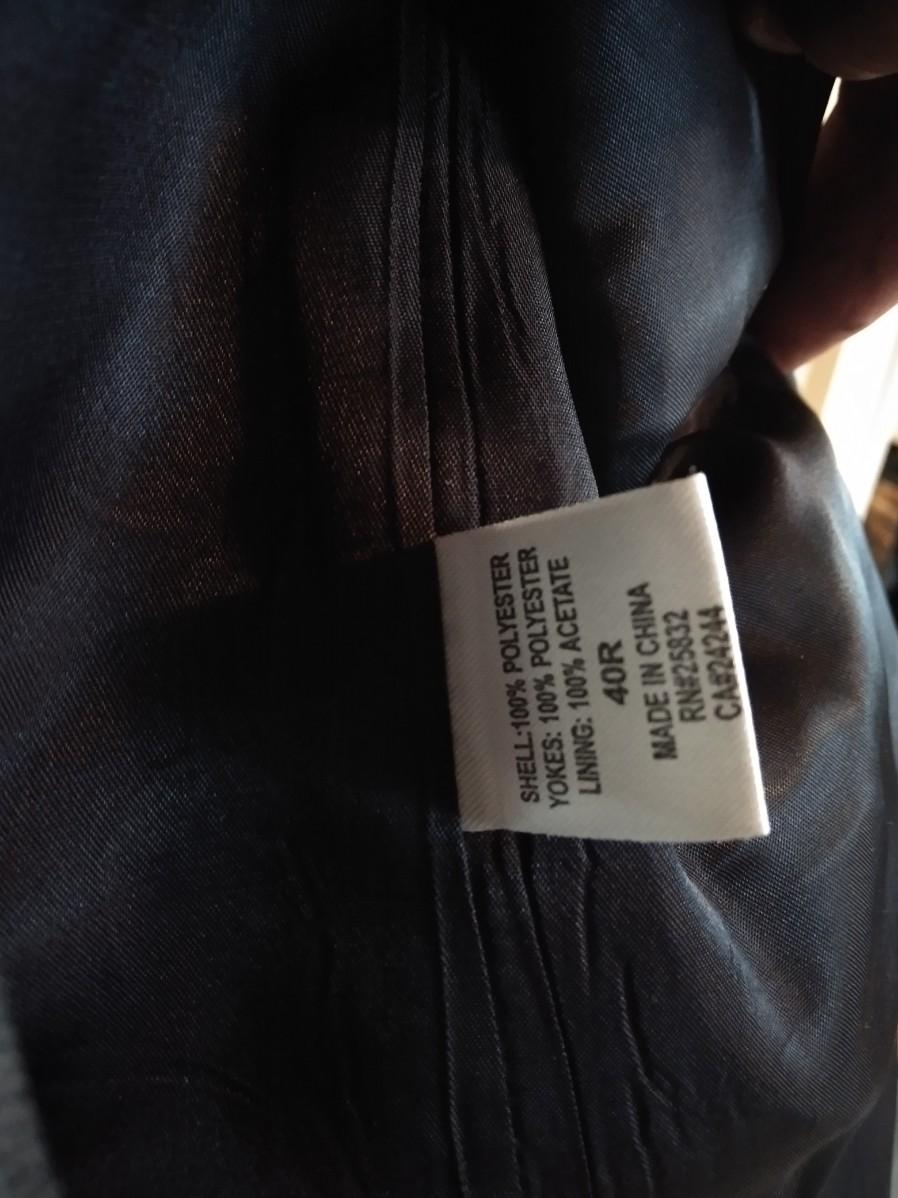 SHELL:100% POLYESTER
YOKES: 100% POLYESTER
LINING: 100% ACETATE
40R
MADE IN CHINA
RN#25832
CA#24244